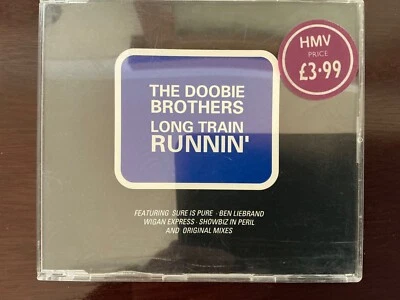 HMV
PRICE
£3·99
THE DOOBIE
BROTHERS
LONG TRAIN
RUNNIN'
FEATURING SURE IS PURE · BEN LIEBRAND
WIGAN EXPRESS · SHOWBIZ IN PERIL
AND ORIGINAL MIXES